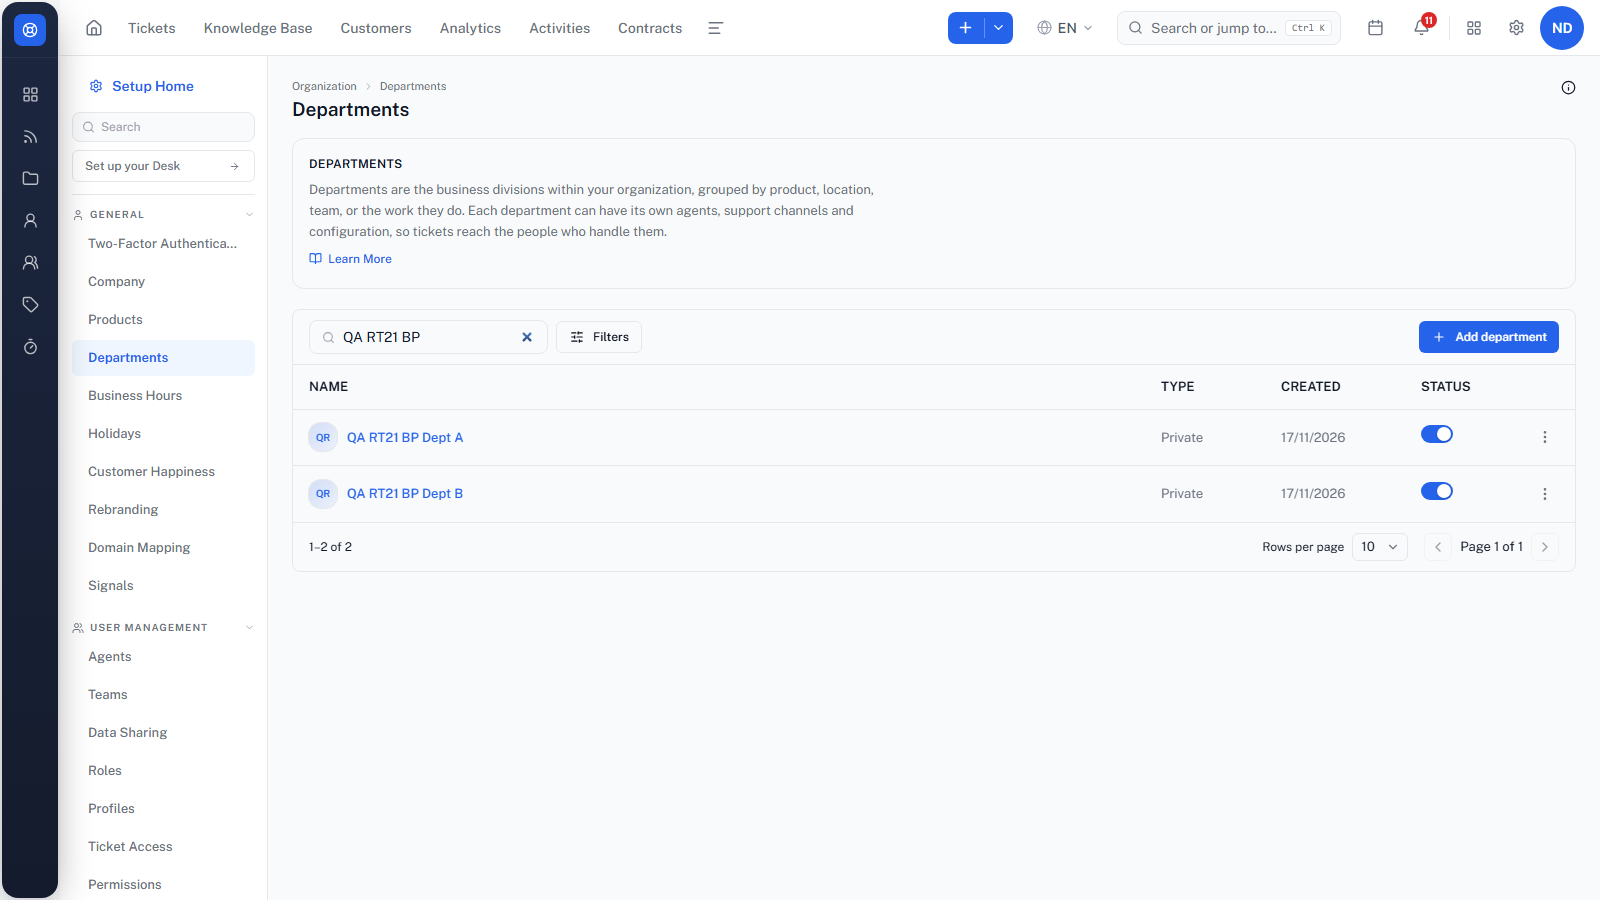 Tickets
Knowledge Base
Customers
Analytics
Activities
Contracts
EN
Search or jump to...
Ctrl K
11
ND
Setup Home
Search
Set up your Desk
GENERAL
Two-Factor Authentica...
Company
Products
Departments
Business Hours
Holidays
Customer Happiness
Rebranding
Domain Mapping
Signals
USER MANAGEMENT
Agents
Teams
Data Sharing
Roles
Profiles
Ticket Access
Permissions
Organization
Departments
Departments
DEPARTMENTS
Departments are the business divisions within your organization, grouped by product, location,
team, or the work they do. Each department can have its own agents, support channels and
configuration, so tickets reach the people who handle them.
Learn More
QA RT21 BP
Filters
Add department
NAME TYPE CREATED STATUS
QR QA RT21 BP Dept A Private 17/11/2026
QR QA RT21 BP Dept B Private 17/11/2026
1–2 of 2
Rows per page 10
Page 1 of 1